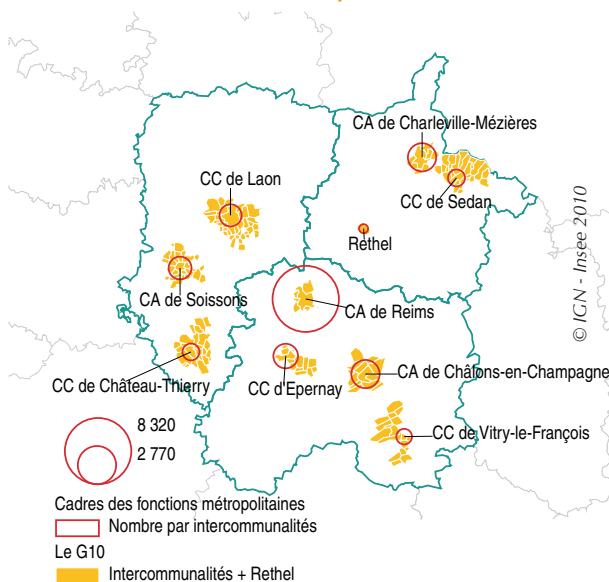 CA de Charleville-Mézières
CC de Laon
CC de Sedan
Rethel
CA de Soissons
CA de Reims
CC de Château-Thierry
CC d'Epernay
CA de Châlons-en-Champagne
CC de Vitry-le-François
© IGN - Insee 2010
8 320
2 770
Cadres des fonctions métropolitaines
Nombre par intercommunalités
Le G10
Intercommunalités + Rethel